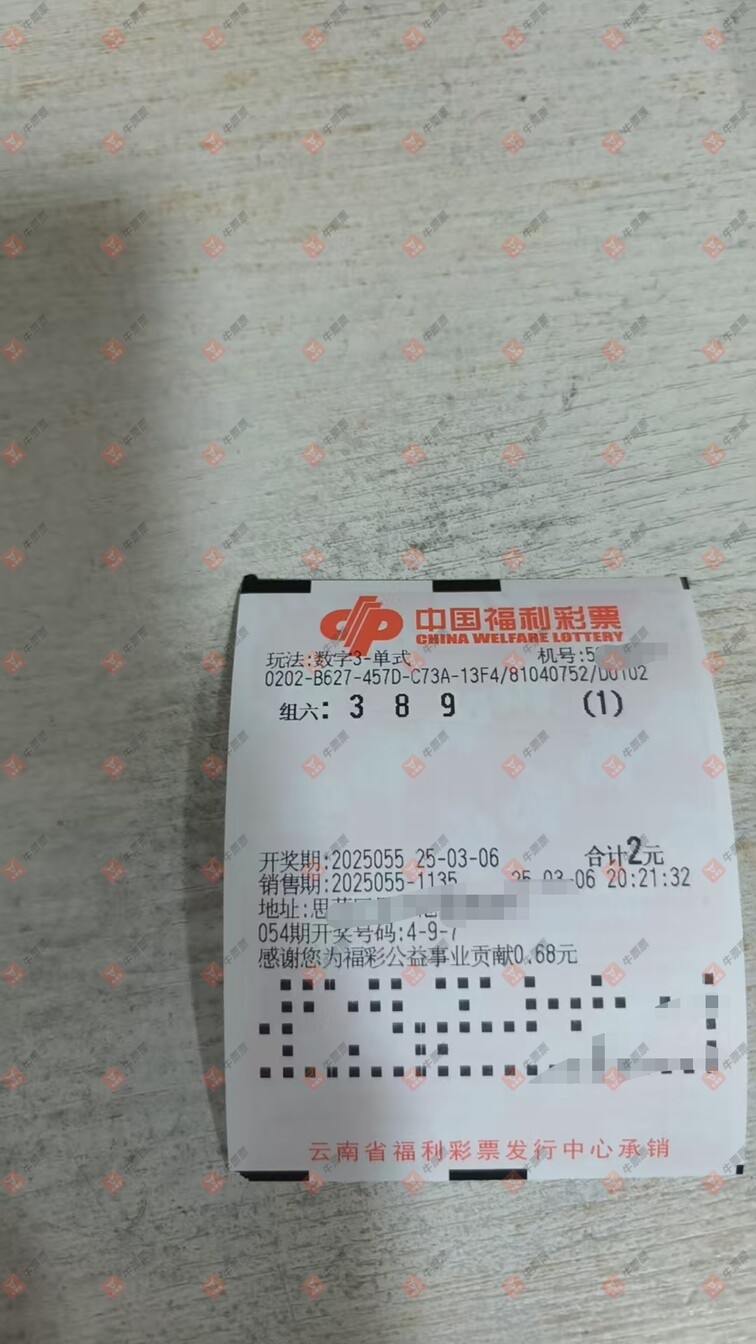 中国福利彩票
CHINA WELFARE LOTTERY
玩法:数字3-单式 机号:5
0202-B627-457D-C73A-13F4/81040752/D0102
组六: 3 8 9 (1)
开奖期:2025055 25-03-06 合计2元
销售期:2025055-1135 25-03-06 20:21:32
地址:思
054期开奖号码:4-9-7
感谢您为福彩公益事业贡献0.68元
云南省福利彩票发行中心承销